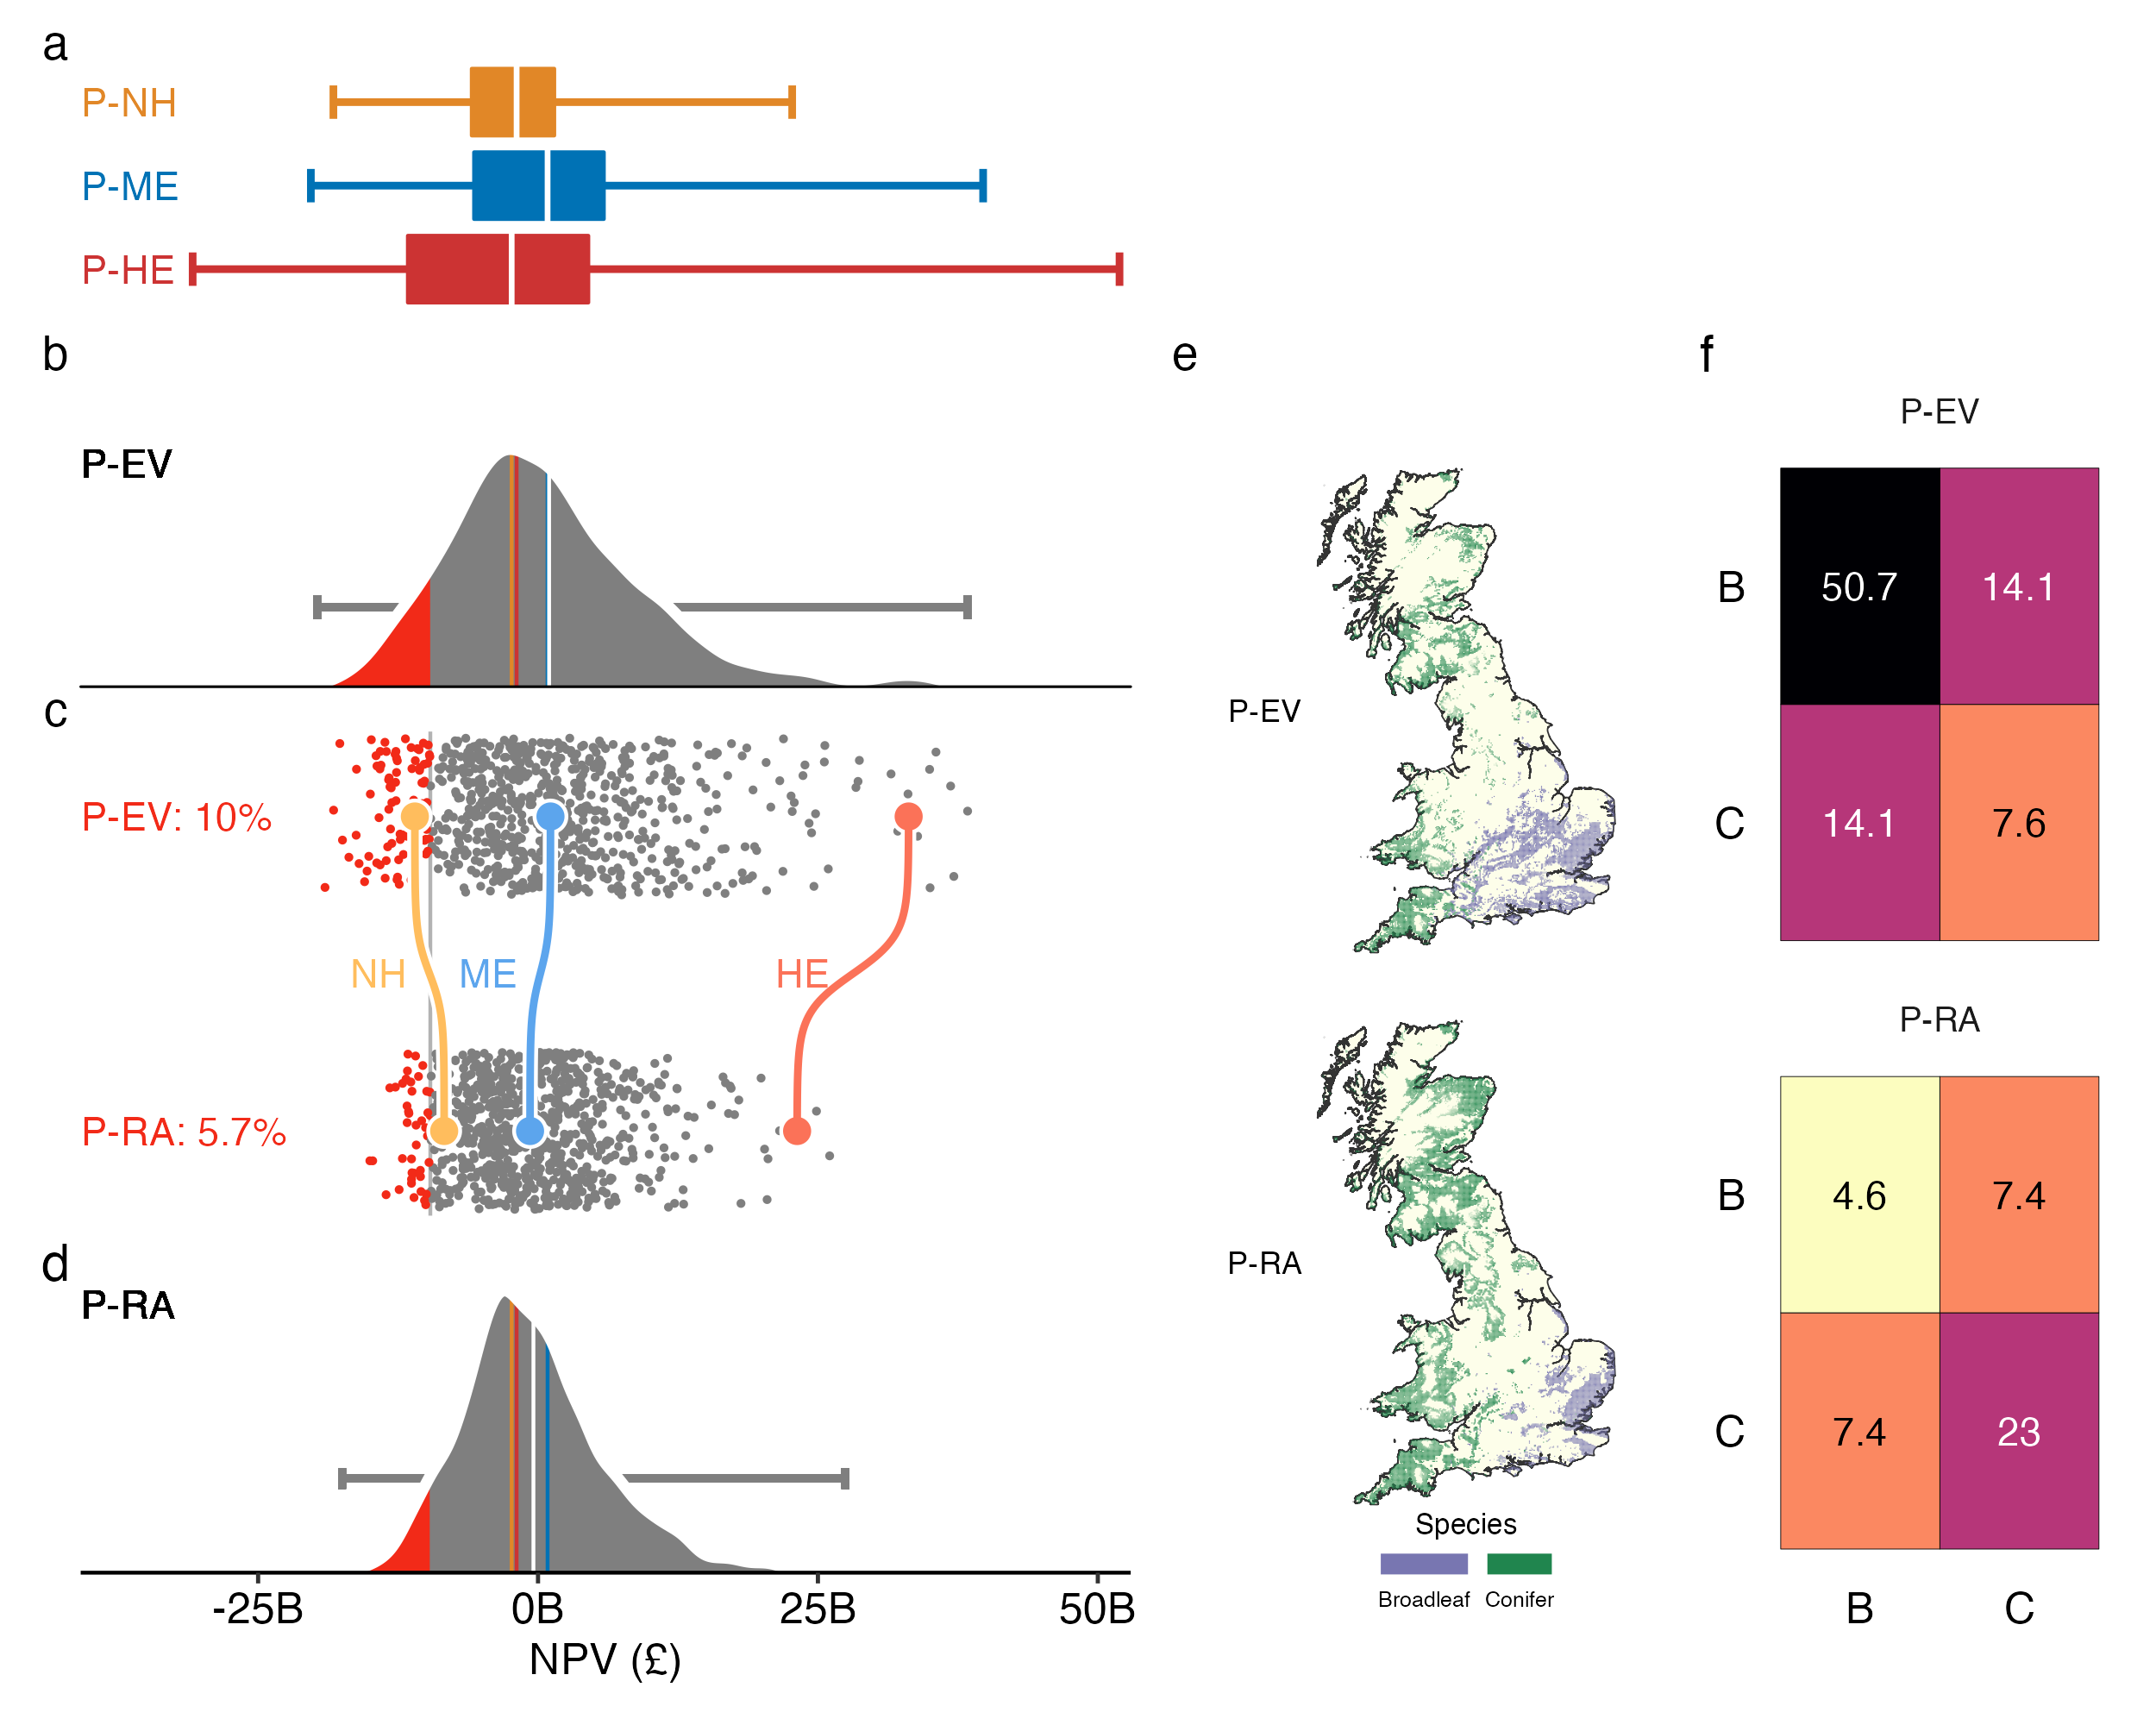 a
P-NH
P-ME
P-HE
b
P-EV
c
P-EV: 10%
NH
ME
HE
P-RA: 5.7%
d
P-RA
-25B
0B
25B
50B
NPV (£)
e
P-EV
P-RA
Species
Broadleaf
Conifer
f
P-EV
B
50.7
14.1
C
14.1
7.6
P-RA
B
4.6
7.4
C
7.4
23
B
C